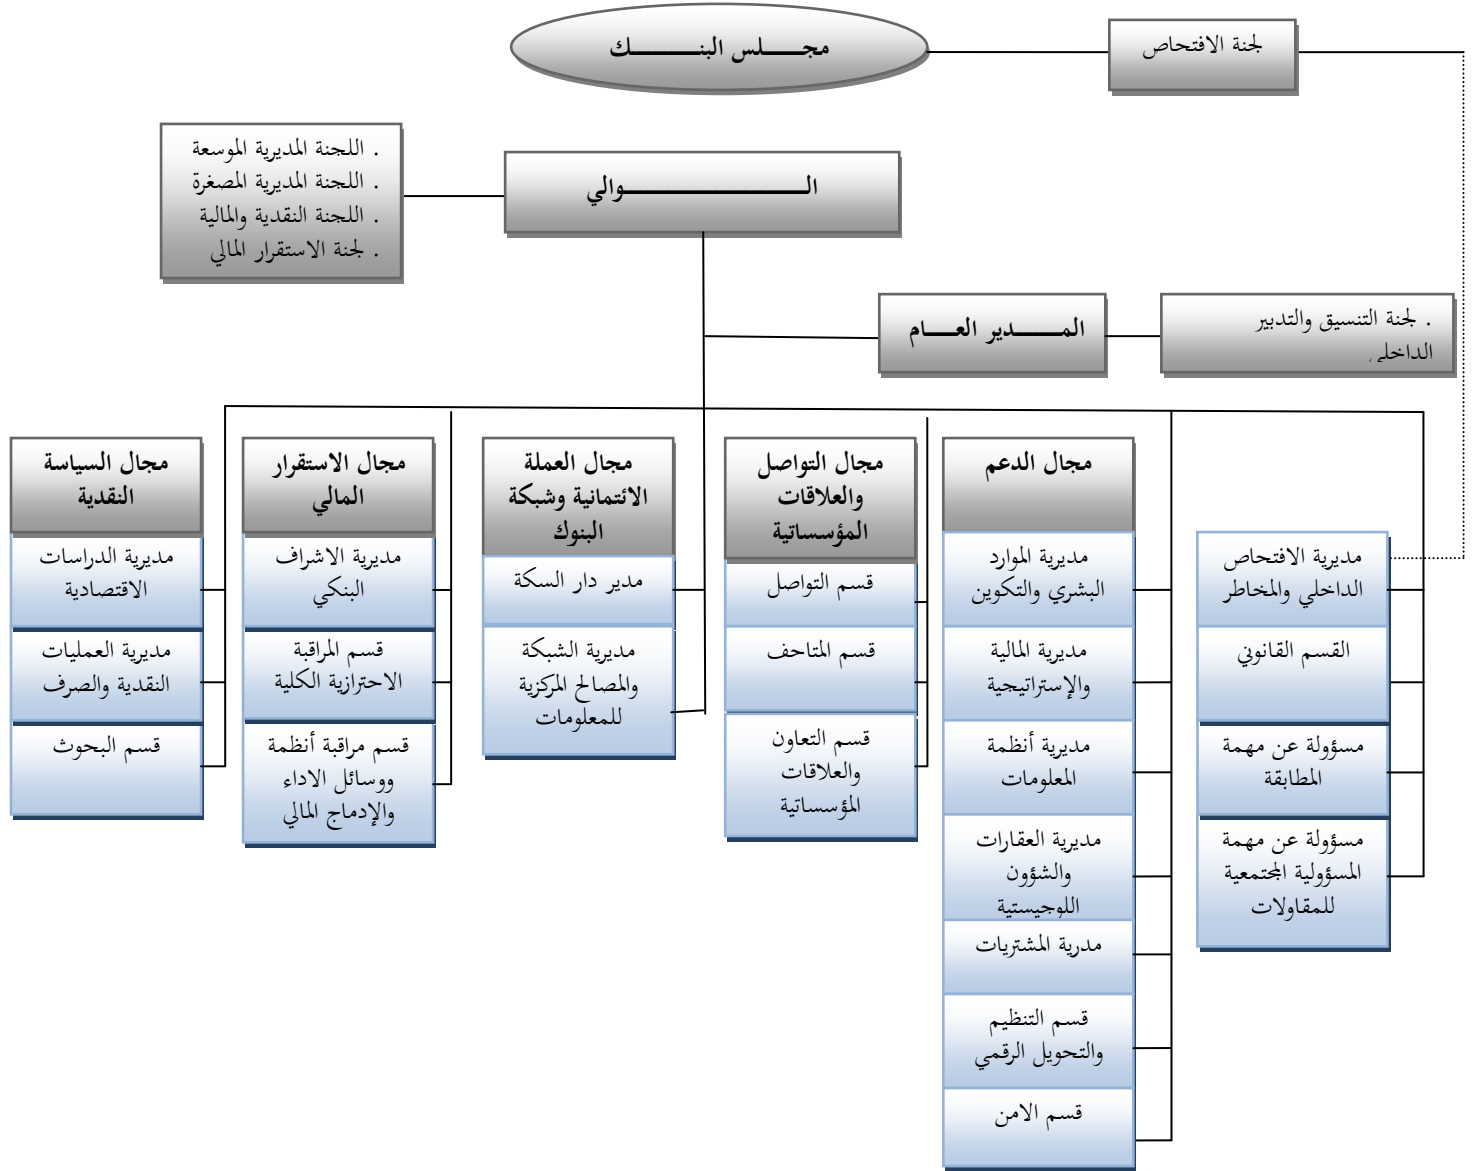 مجلس البنك
لجنة الافتحاص
. اللجنة المديرية الموسعة
. اللجنة المديرية المصغرة
. اللجنة النقدية والمالية
. لجنة الاستقرار المالي
الوالي
المدير العام
. لجنة التنسيق والتدبير
الداخلي
مديرية الافتحاص
الداخلي والمخاطر
القسم القانوني
مسؤولة عن مهمة
المطابقة
مسؤولة عن مهمة
المسؤولية المجتمعية
للمقاولات
مجال الدعم
مديرية الموارد
البشري والتكوين
مديرية المالية
والإستراتيجية
مديرية أنظمة
المعلومات
مديرية العقارات
والشؤون
اللوجيستية
مدرية المشتريات
قسم التنظيم
والتحويل الرقمي
قسم الامن
مجال التواصل
والعلاقات
المؤسساتية
قسم التواصل
قسم المتاحف
قسم التعاون
والعلاقات
المؤسساتية
مجال العملة
الائتمانية وشبكة
البنوك
مدير دار السكة
مديرية الشبكة
والمصالح المركزية
للمعلومات
مجال الاستقرار
المالي
مديرية الاشراف
البنكي
قسم المراقبة
الاحترازية الكلية
قسم مراقبة أنظمة
ووسائل الاداء
والإدماج المالي
مجال السياسة
النقدية
مديرية الدراسات
الاقتصادية
مديرية العمليات
النقدية والصرف
قسم البحوث